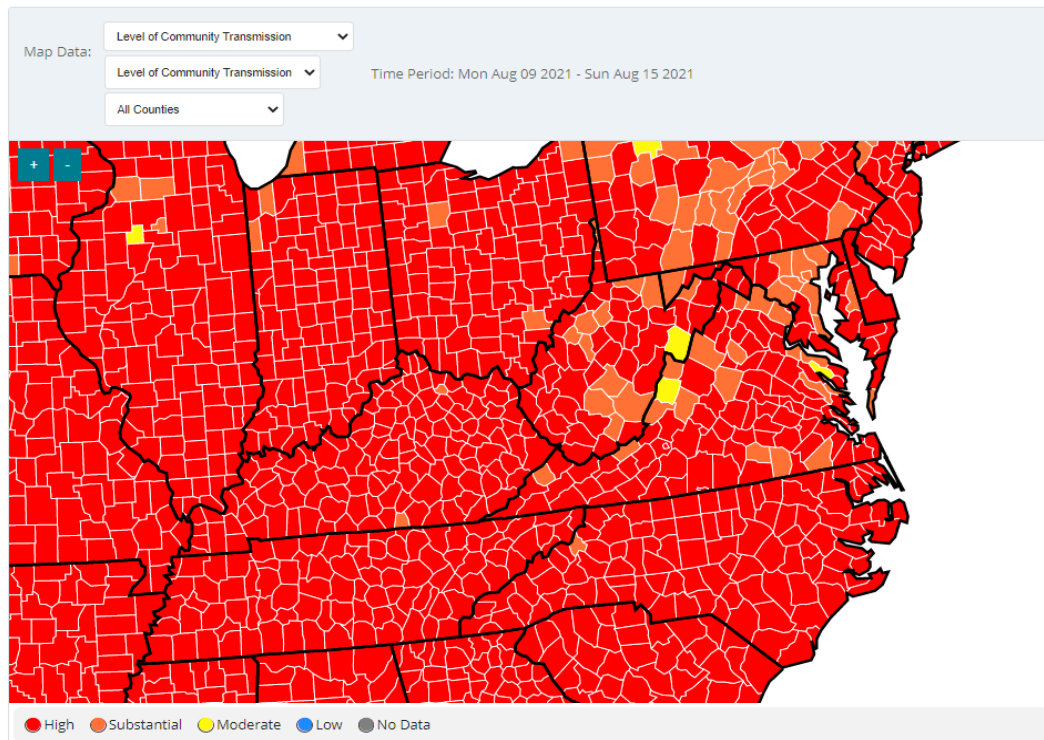 Level of Community Transmission
Map Data:
Level of Community Transmission
Time Period: Mon Aug 09 2021 - Sun Aug 15 2021
All Counties
+ -
High Substantial Moderate Low No Data